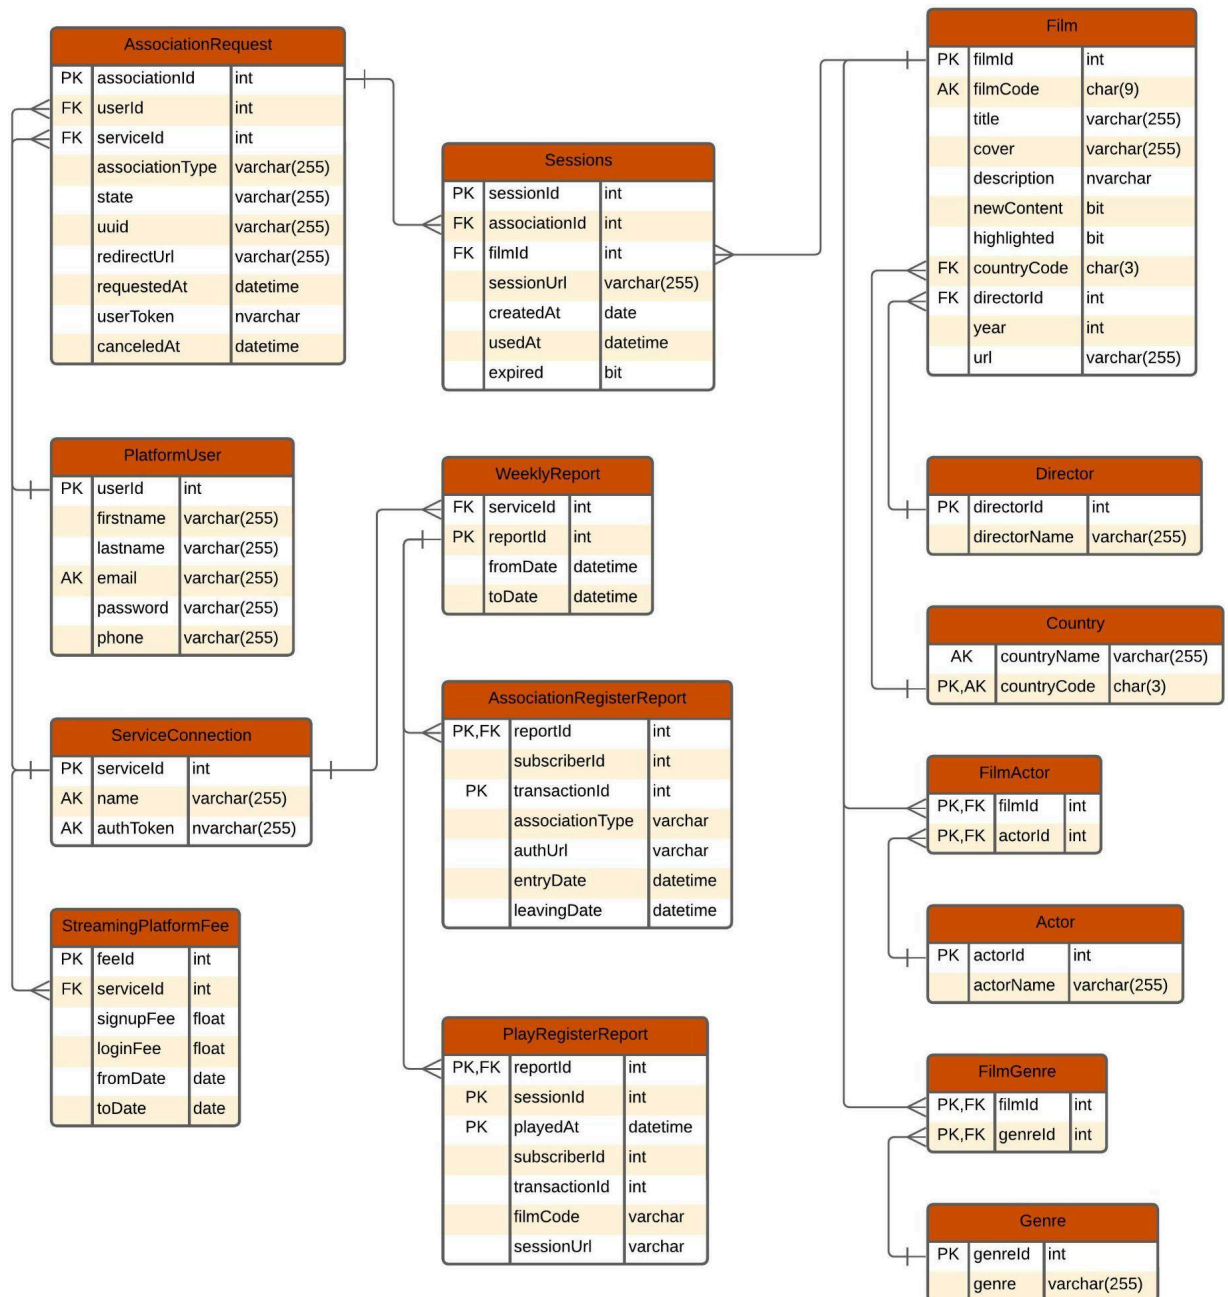 AssociationRequest
PK associationId int
FK userId int
FK serviceId int
associationType varchar(255)
state varchar(255)
uuid varchar(255)
redirectUrl varchar(255)
requestedAt datetime
userToken nvarchar
canceledAt datetime
PlatformUser
PK userId int
firstname varchar(255)
lastname varchar(255)
AK email varchar(255)
password varchar(255)
phone varchar(255)
ServiceConnection
PK serviceId int
AK name varchar(255)
AK authToken nvarchar(255)
StreamingPlatformFee
PK feeId int
FK serviceId int
signupFee float
loginFee float
fromDate date
toDate date
Sessions
PK sessionId int
FK associationId int
FK filmId int
sessionUrl varchar(255)
createdAt date
usedAt datetime
expired bit
WeeklyReport
FK serviceId int
PK reportId int
fromDate datetime
toDate datetime
AssociationRegisterReport
PK,FK reportId int
subscriberId int
PK transactionId int
associationType varchar
authUrl varchar
entryDate datetime
leavingDate datetime
PlayRegisterReport
PK,FK reportId int
PK sessionId int
PK playedAt datetime
subscriberId int
transactionId int
filmCode varchar
sessionUrl varchar
Film
PK filmId int
AK filmCode char(9)
title varchar(255)
cover varchar(255)
description nvarchar
newContent bit
highlighted bit
FK countryCode char(3)
FK directorId int
year int
url varchar(255)
Director
PK directorId int
directorName varchar(255)
Country
AK countryName varchar(255)
PK,AK countryCode char(3)
FilmActor
PK,FK filmId int
PK,FK actorId int
Actor
PK actorId int
actorName varchar(255)
FilmGenre
PK,FK filmId int
PK,FK genreId int
Genre
PK genreId int
genre varchar(255)